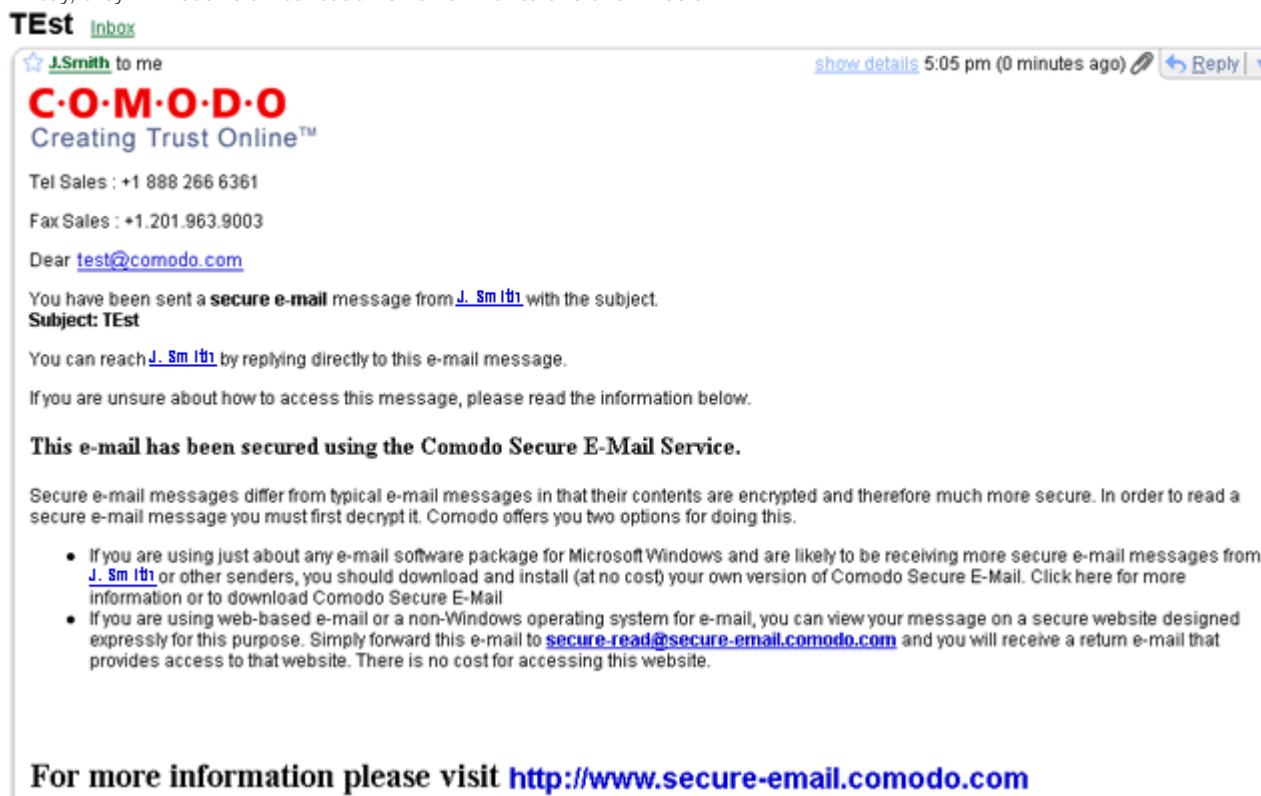 TEst Inbox
J.Smith to me show details 5:05 pm (0 minutes ago) Reply
C·O·M·O·D·O
Creating Trust Online™
Tel Sales : +1 888 266 6361
Fax Sales : +1.201.963.9003
Dear test@comodo.com
You have been sent a secure e-mail message from J. Smith with the subject.
Subject: TEst
You can reach J. Smith by replying directly to this e-mail message.
If you are unsure about how to access this message, please read the information below.
This e-mail has been secured using the Comodo Secure E-Mail Service.
Secure e-mail messages differ from typical e-mail messages in that their contents are encrypted and therefore much more secure. In order to read a
secure e-mail message you must first decrypt it. Comodo offers you two options for doing this.
• If you are using just about any e-mail software package for Microsoft Windows and are likely to be receiving more secure e-mail messages from
J. Smith or other senders, you should download and install (at no cost) your own version of Comodo Secure E-Mail. Click here for more
information or to download Comodo Secure E-Mail
• If you are using web-based e-mail or a non-Windows operating system for e-mail, you can view your message on a secure website designed
expressly for this purpose. Simply forward this e-mail to secure-read@secure-email.comodo.com and you will receive a return e-mail that
provides access to that website. There is no cost for accessing this website.
For more information please visit http://www.secure-email.comodo.com